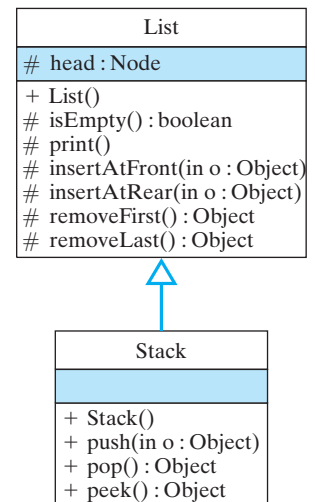 List
# head : Node
+ List()
# isEmpty() : boolean
# print()
# insertAtFront(in o : Object)
# insertAtRear(in o : Object)
# removeFirst() : Object
# removeLast() : Object
Stack
+ Stack()
+ push(in o : Object)
+ pop() : Object
+ peek() : Object